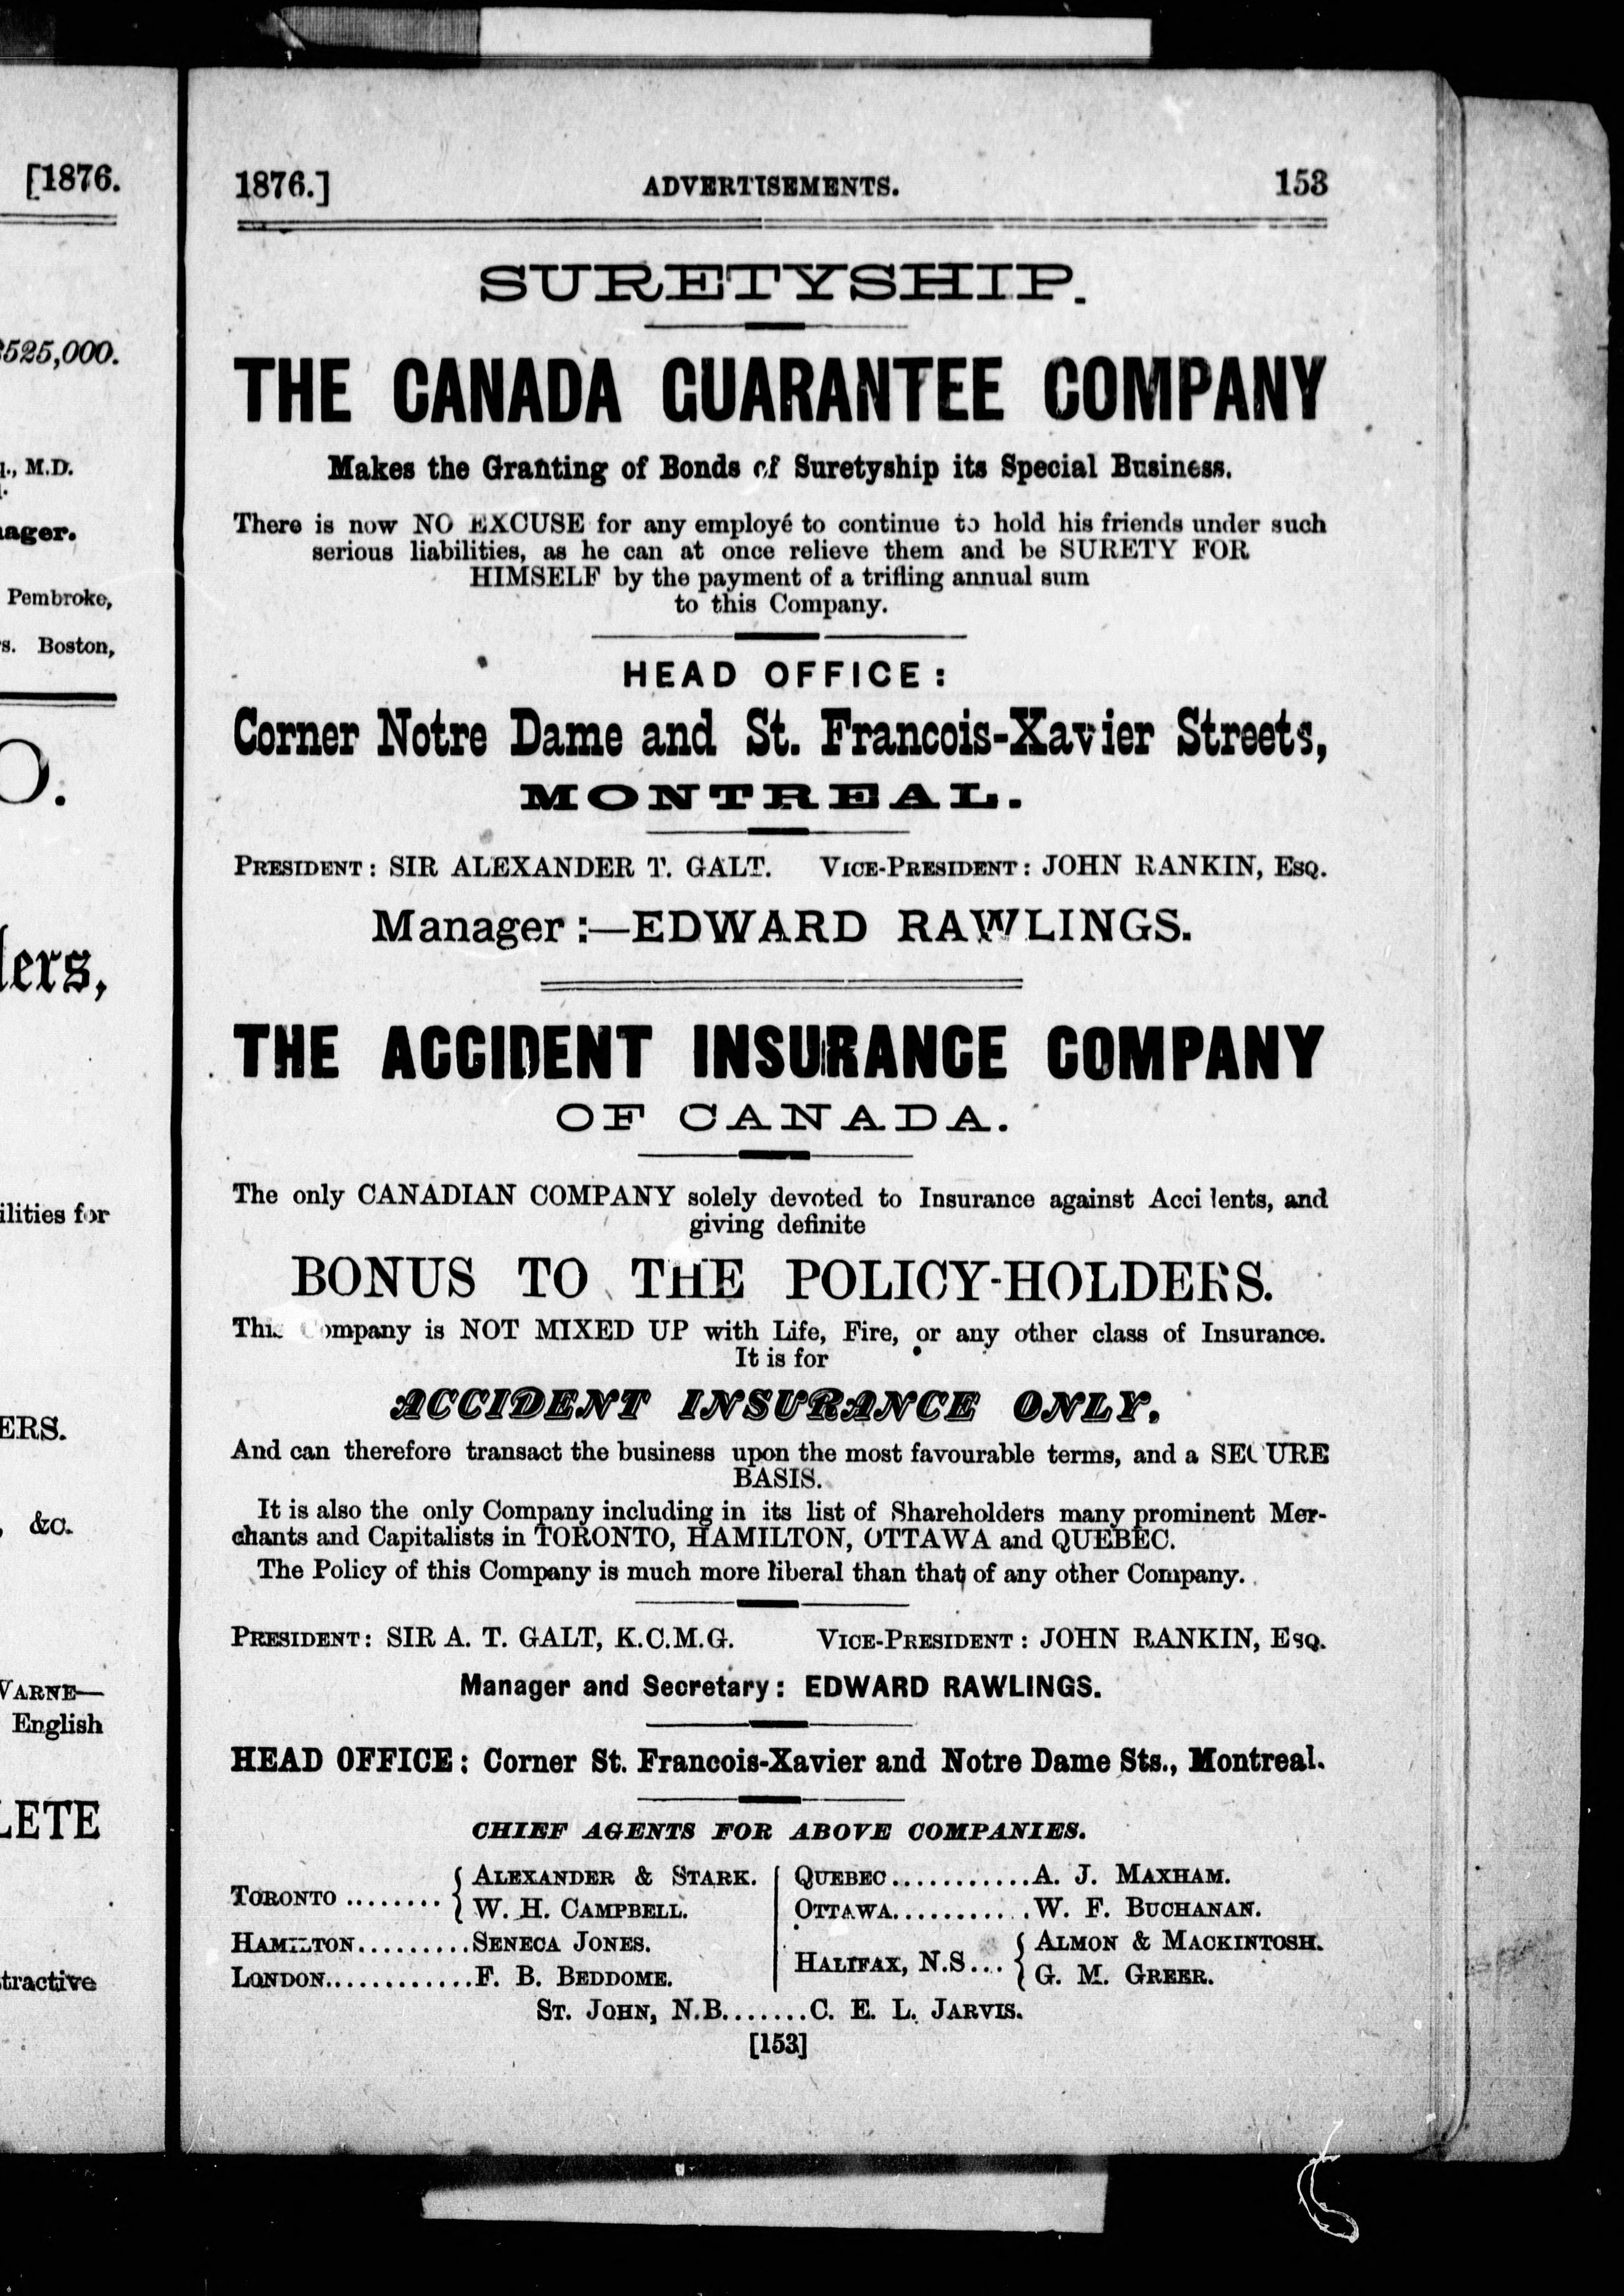 [1876.
525,000.
M.D.
Pembroke,
Boston,
O.
ilities for
ERS.
&c.
English
1876.] ADVERTISEMENTS. 153
SURETYSHIP.
THE CANADA GUARANTEE COMPANY
Makes the Granting of Bonds of Suretyship its Special Business.
There is now NO EXCUSE for any employé to continue to hold his friends under such
serious liabilities, as he can at once relieve them and be SURETY FOR
HIMSELF by the payment of a trifling annual sum
to this Company.
HEAD OFFICE:
Corner Notre Dame and St. Francois-Xavier Streets,
MONTREAL.
PRESIDENT: SIR ALEXANDER T. GALT. VICE-PRESIDENT: JOHN RANKIN, ESQ.
Manager:—EDWARD RAWLINGS.
THE ACCIDENT INSURANCE COMPANY
OF CANADA.
The only CANADIAN COMPANY solely devoted to Insurance against Accidents, and
giving definite
BONUS TO THE POLICY-HOLDERS.
This Company is NOT MIXED UP with Life, Fire, or any other class of Insurance.
It is for
ACCIDENT INSURANCE ONLY.
And can therefore transact the business upon the most favourable terms, and a SECURE
BASIS.
It is also the only Company including in its list of Shareholders many prominent Mer-
chants and Capitalists in TORONTO, HAMILTON, OTTAWA and QUEBEC.
The Policy of this Company is much more liberal than that of any other Company.
PRESIDENT: SIR A. T. GALT, K.C.M.G. VICE-PRESIDENT: JOHN RANKIN, ESQ.
Manager and Secretary: EDWARD RAWLINGS.
HEAD OFFICE: Corner St. Francois-Xavier and Notre Dame Sts., Montreal.
CHIEF AGENTS FOR ABOVE COMPANIES.
TORONTO ........ { ALEXANDER & STARK.
W. H. CAMPBELL.
HAMILTON.........SENECA JONES.
LONDON............F. B. BEDDOME.
QUEBEC...........A. J. MAXHAM.
OTTAWA...........W. F. BUCHANAN.
HALIFAX, N.S... { ALMON & MACKINTOSH.
G. M. GREER.
ST. JOHN, N.B.......C. E. L. JARVIS.
[153]